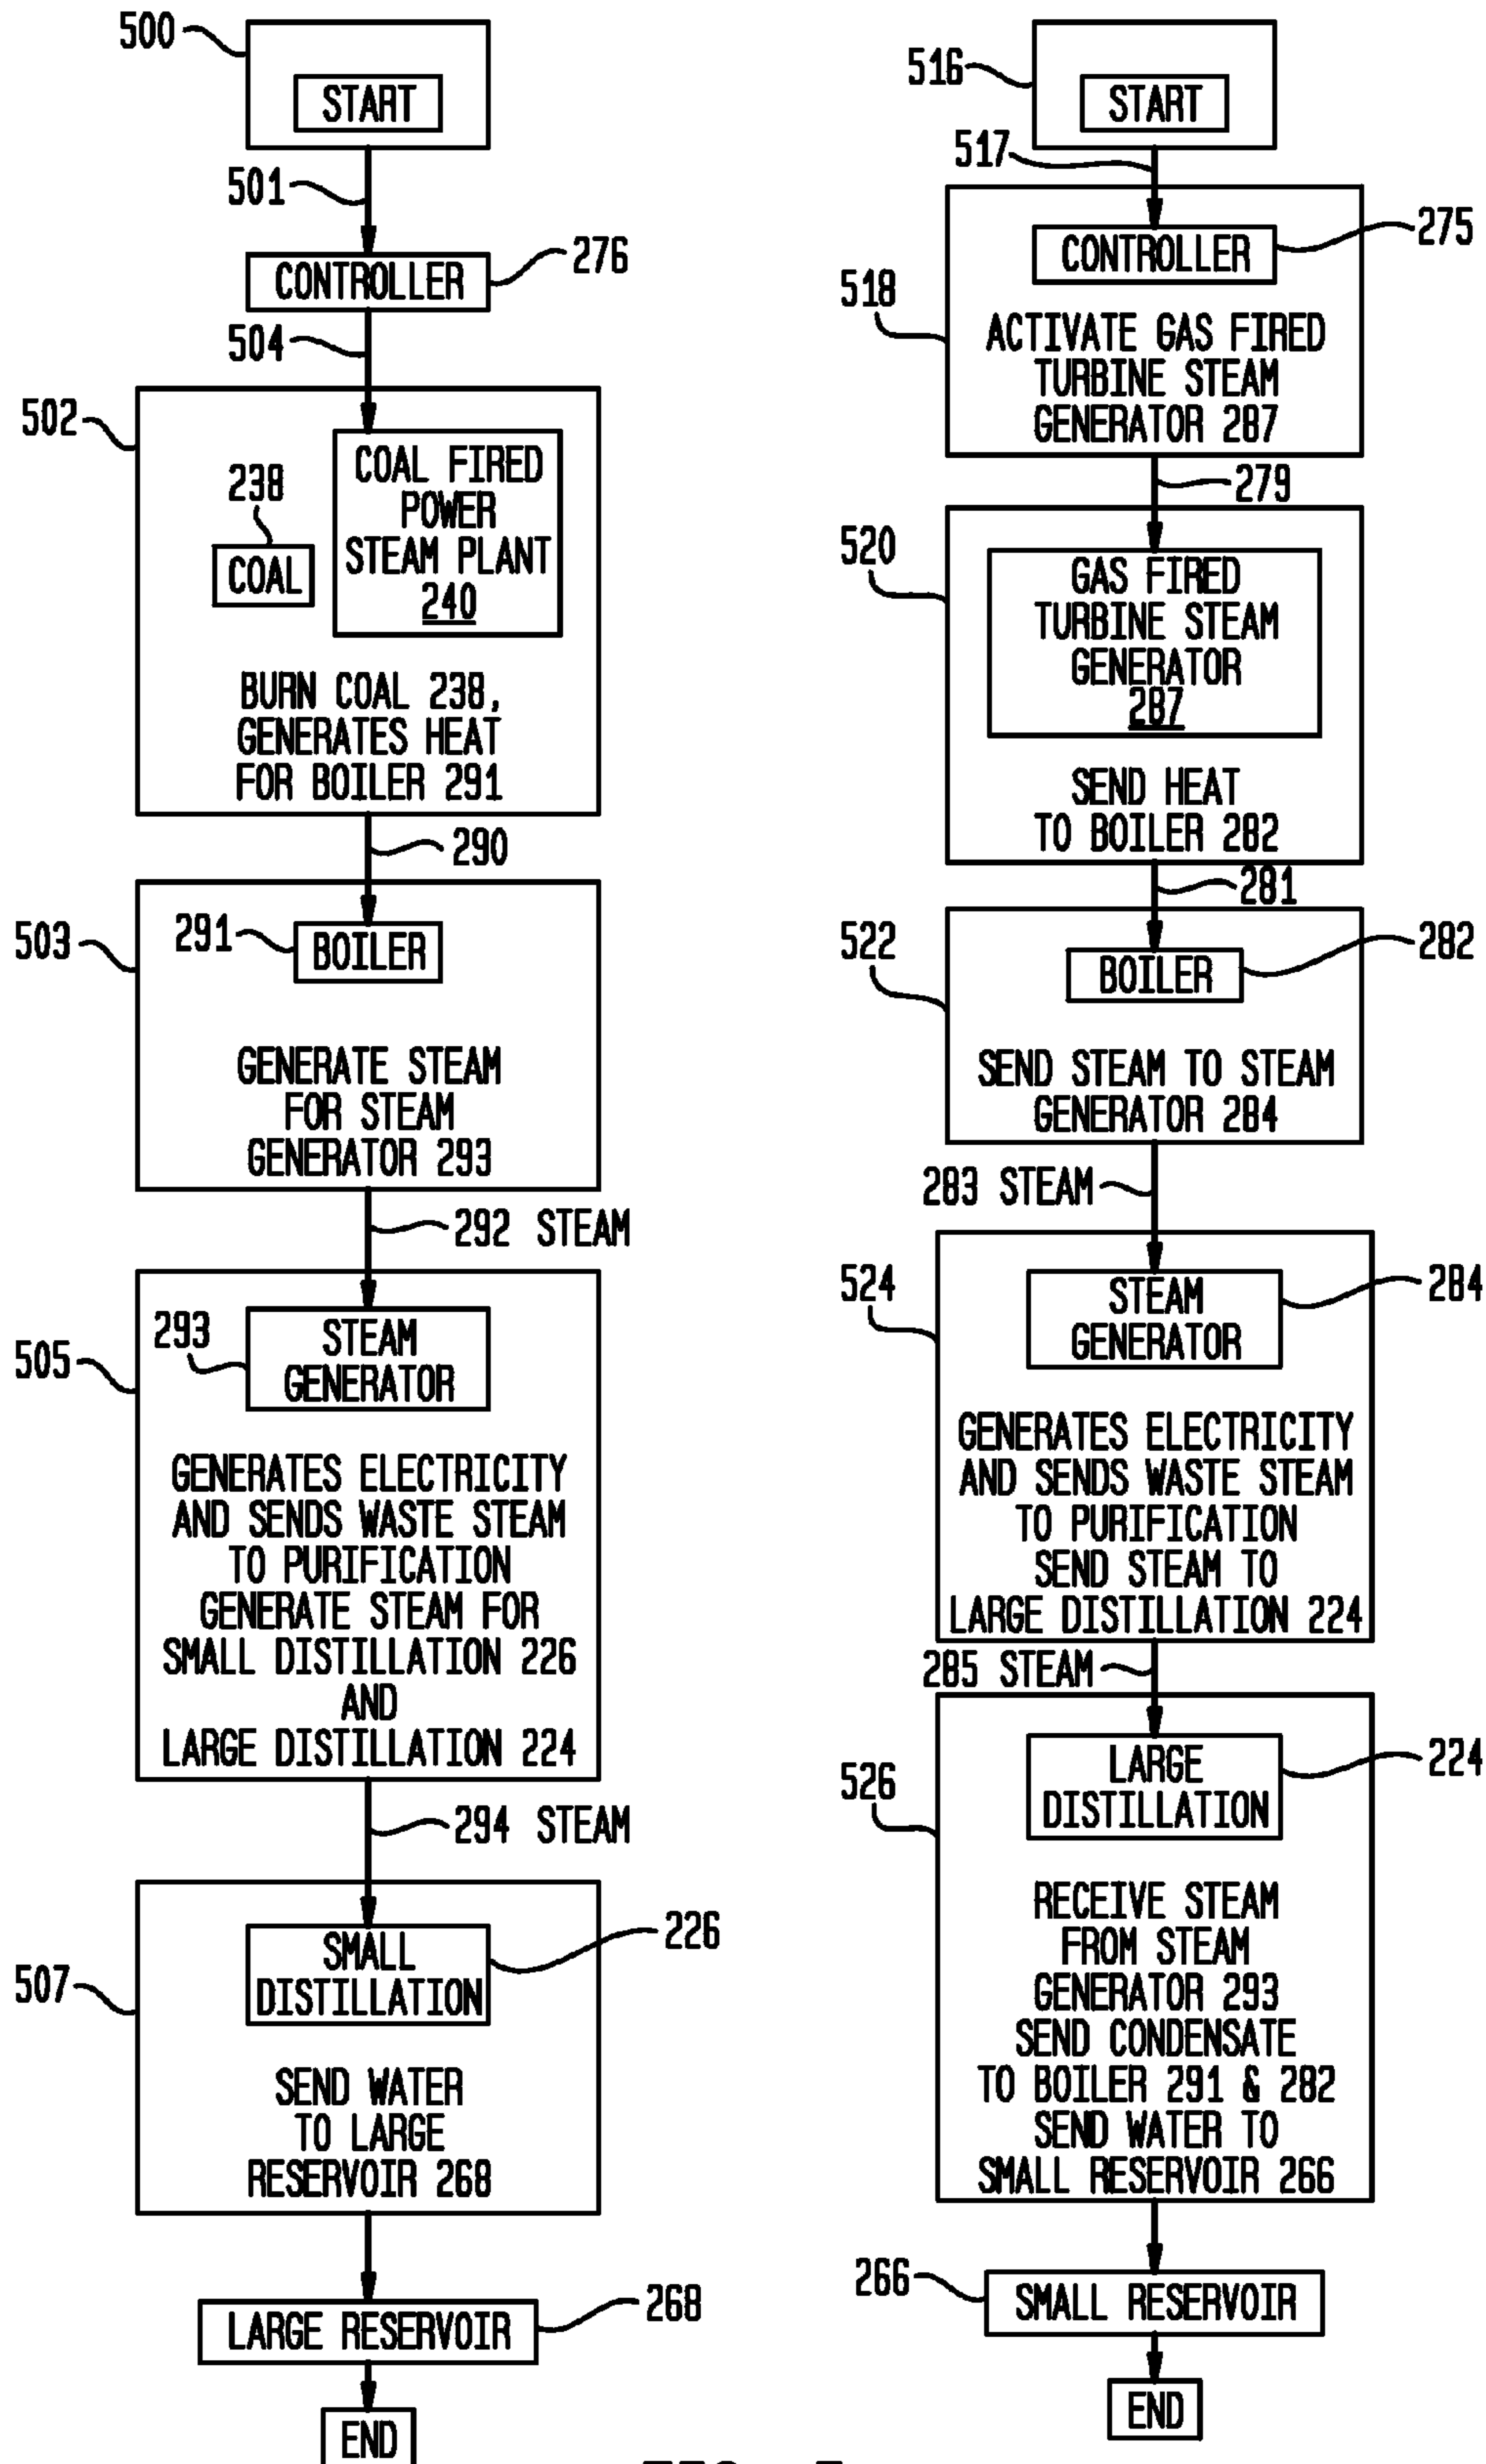 500
START
501
CONTROLLER
276
504
502
238
COAL
COAL FIRED
POWER
STEAM PLANT
240
BURN COAL 238,
GENERATES HEAT
FOR BOILER 291
290
503
291
BOILER
GENERATE STEAM
FOR STEAM
GENERATOR 293
292 STEAM
505
293
STEAM
GENERATOR
GENERATES ELECTRICITY
AND SENDS WASTE STEAM
TO PURIFICATION
GENERATE STEAM FOR
SMALL DISTILLATION 226
AND
LARGE DISTILLATION 224
294 STEAM
507
SMALL
DISTILLATION
226
SEND WATER
TO LARGE
RESERVOIR 268
LARGE RESERVOIR
268
END
516
START
517
CONTROLLER
275
518
ACTIVATE GAS FIRED
TURBINE STEAM
GENERATOR 287
279
520
GAS FIRED
TURBINE STEAM
GENERATOR
287
SEND HEAT
TO BOILER 282
281
522
BOILER
282
SEND STEAM TO STEAM
GENERATOR 284
283 STEAM
524
STEAM
GENERATOR
284
GENERATES ELECTRICITY
AND SENDS WASTE STEAM
TO PURIFICATION
SEND STEAM TO
LARGE DISTILLATION 224
285 STEAM
526
LARGE
DISTILLATION
224
RECEIVE STEAM
FROM STEAM
GENERATOR 293
SEND CONDENSATE
TO BOILER 291 & 282
SEND WATER TO
SMALL RESERVOIR 266
266
SMALL RESERVOIR
END